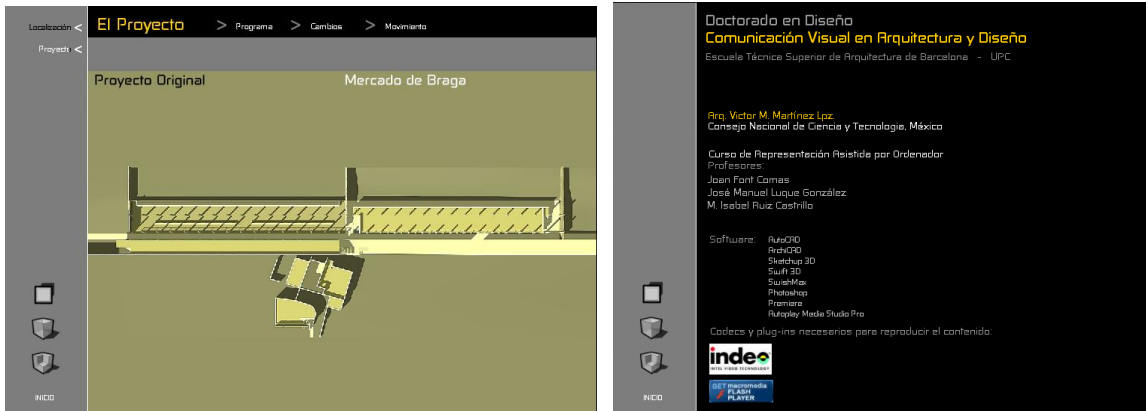 Localización <
Proyecto <
El Proyecto > Programa > Cambios > Movimiento
Proyecto Original Mercado de Braga
INICIO
Doctorado en Diseño
Comunicación Visual en Arquitectura y Diseño
Escuela Técnica Superior de Arquitectura de Barcelona - UPC
Arq. Victor M. Martínez Lpz.
Consejo Nacional de Ciencia y Tecnologia, México
Curso de Representación Asistida por Ordenador
Profesores:
Joan Font Comas
José Manuel Luque González
M. Isabel Ruiz Castrillo
Software: AutoCAD
ArchiCAD
Sketchup 3D
Swift 3D
SwishMax
Photoshop
Premiere
Autoplay Media Studio Pro
Codecs y plug-ins necesarios para reproducir el contenido:
indeo
INTEL VIDEO TECHNOLOGY
GET macromedia
FLASH
PLAYER
INICIO